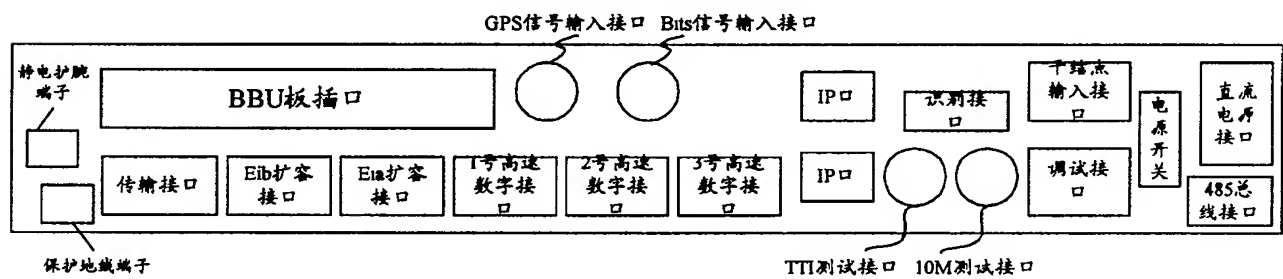 GPS信号输入接口 Bits信号输入接口
静电护腕
端子
BBU板插口
IP口
识别接
口
干结点
输入接
口
电
原
开
关
直流
电原
接口
传输接口
Eib扩容
接口
Eia扩容
接口
1号高速
数字接
口
2号高速
数字接
口
3号高速
数字接
口
IP口
调试接
口
485总
线接口
保护地线端子
TTI测试接口 10M测试接口